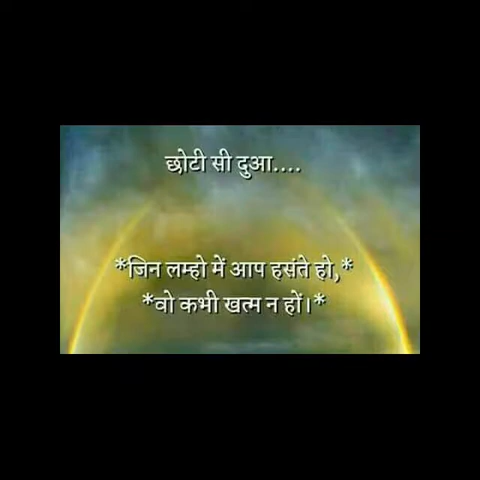 छोटी सी दुआ....
*जिन लम्हो में आप हसंते हो,*
*वो कभी खत्म न हों।*